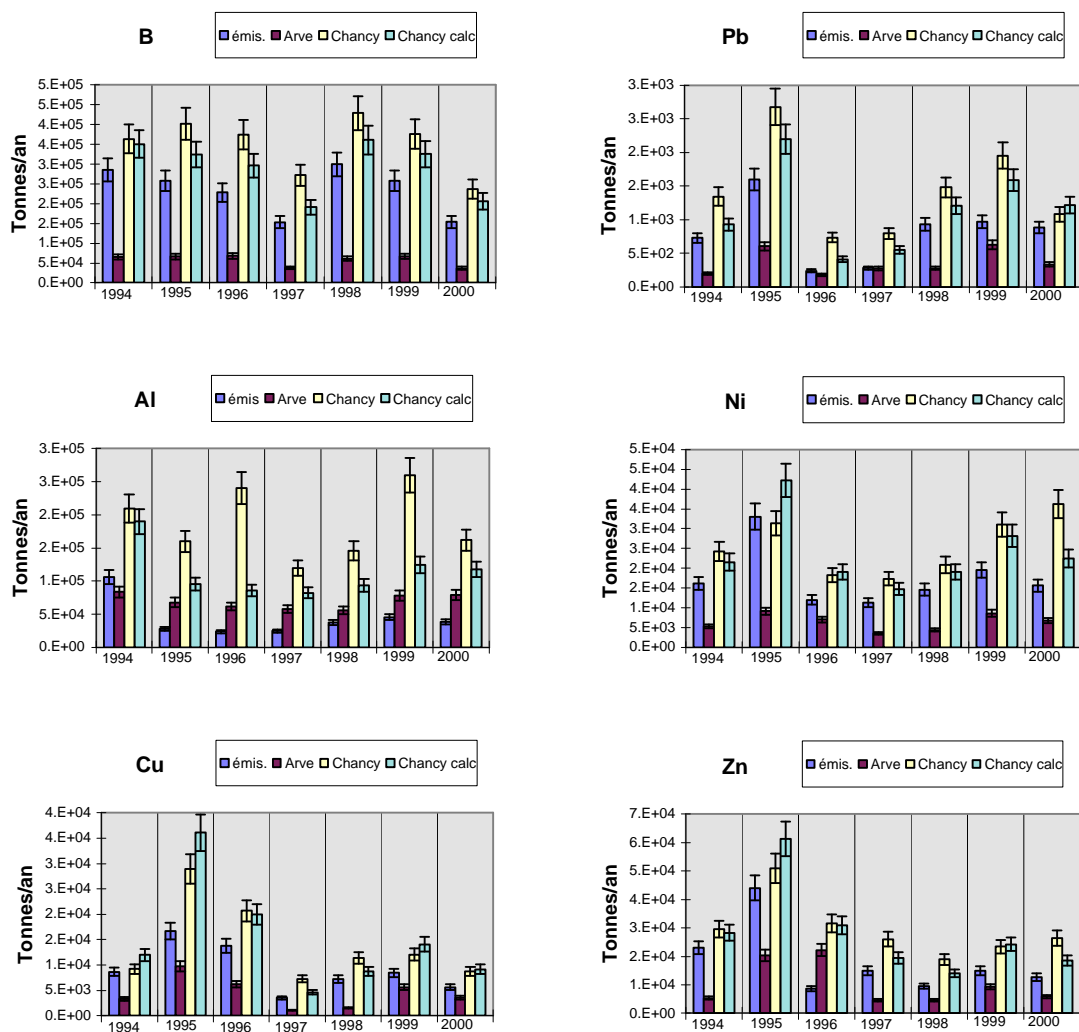 B
émis. Arve Chancy Chancy calc
Tonnes/an
5.E+05
5.E+05
4.E+05
4.E+05
3.E+05
3.E+05
2.E+05
2.E+05
1.E+05
5.E+04
0.E+00
1994 1995 1996 1997 1998 1999 2000
Pb
émis. Arve Chancy Chancy calc
Tonnes/an
3.E+03
3.E+03
2.E+03
2.E+03
1.E+03
5.E+02
0.E+00
1994 1995 1996 1997 1998 1999 2000
Al
émis Arve Chancy Chancy calc
Tonnes/an
3.E+05
3.E+05
2.E+05
2.E+05
1.E+05
5.E+04
0.E+00
1994 1995 1996 1997 1998 1999 2000
Ni
émis. Arve Chancy Chancy calc
Tonnes/an
5.E+04
5.E+04
4.E+04
4.E+04
3.E+04
3.E+04
2.E+04
2.E+04
1.E+04
5.E+03
0.E+00
1994 1995 1996 1997 1998 1999 2000
Cu
émis. Arve Chancy Chancy calc
Tonnes/an
4.E+04
4.E+04
3.E+04
3.E+04
2.E+04
2.E+04
1.E+04
5.E+03
0.E+00
1994 1995 1996 1997 1998 1999 2000
Zn
émis. Arve Chancy Chancy calc
Tonnes/an
7.E+04
6.E+04
5.E+04
4.E+04
3.E+04
2.E+04
1.E+04
0.E+00
1994 1995 1996 1997 1998 1999 2000